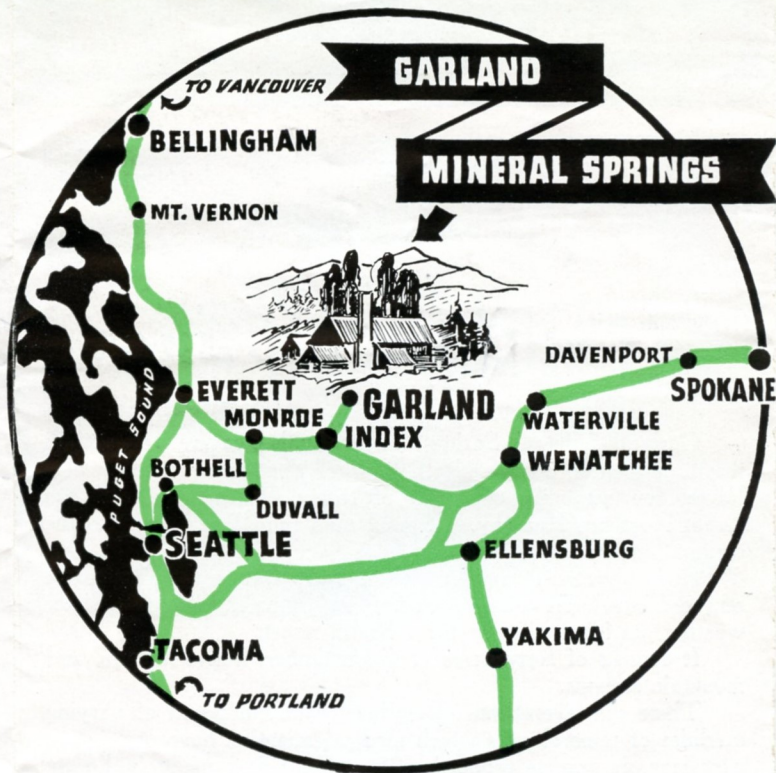 TO VANCOUVER
GARLAND
MINERAL SPRINGS
BELLINGHAM
MT. VERNON
DAVENPORT
SPOKANE
EVERETT
GARLAND
MONROE
WATERVILLE
INDEX
PUGET SOUND
WENATCHEE
BOTHELL
DUVALL
SEATTLE
ELLENSBURG
YAKIMA
TACOMA
TO PORTLAND